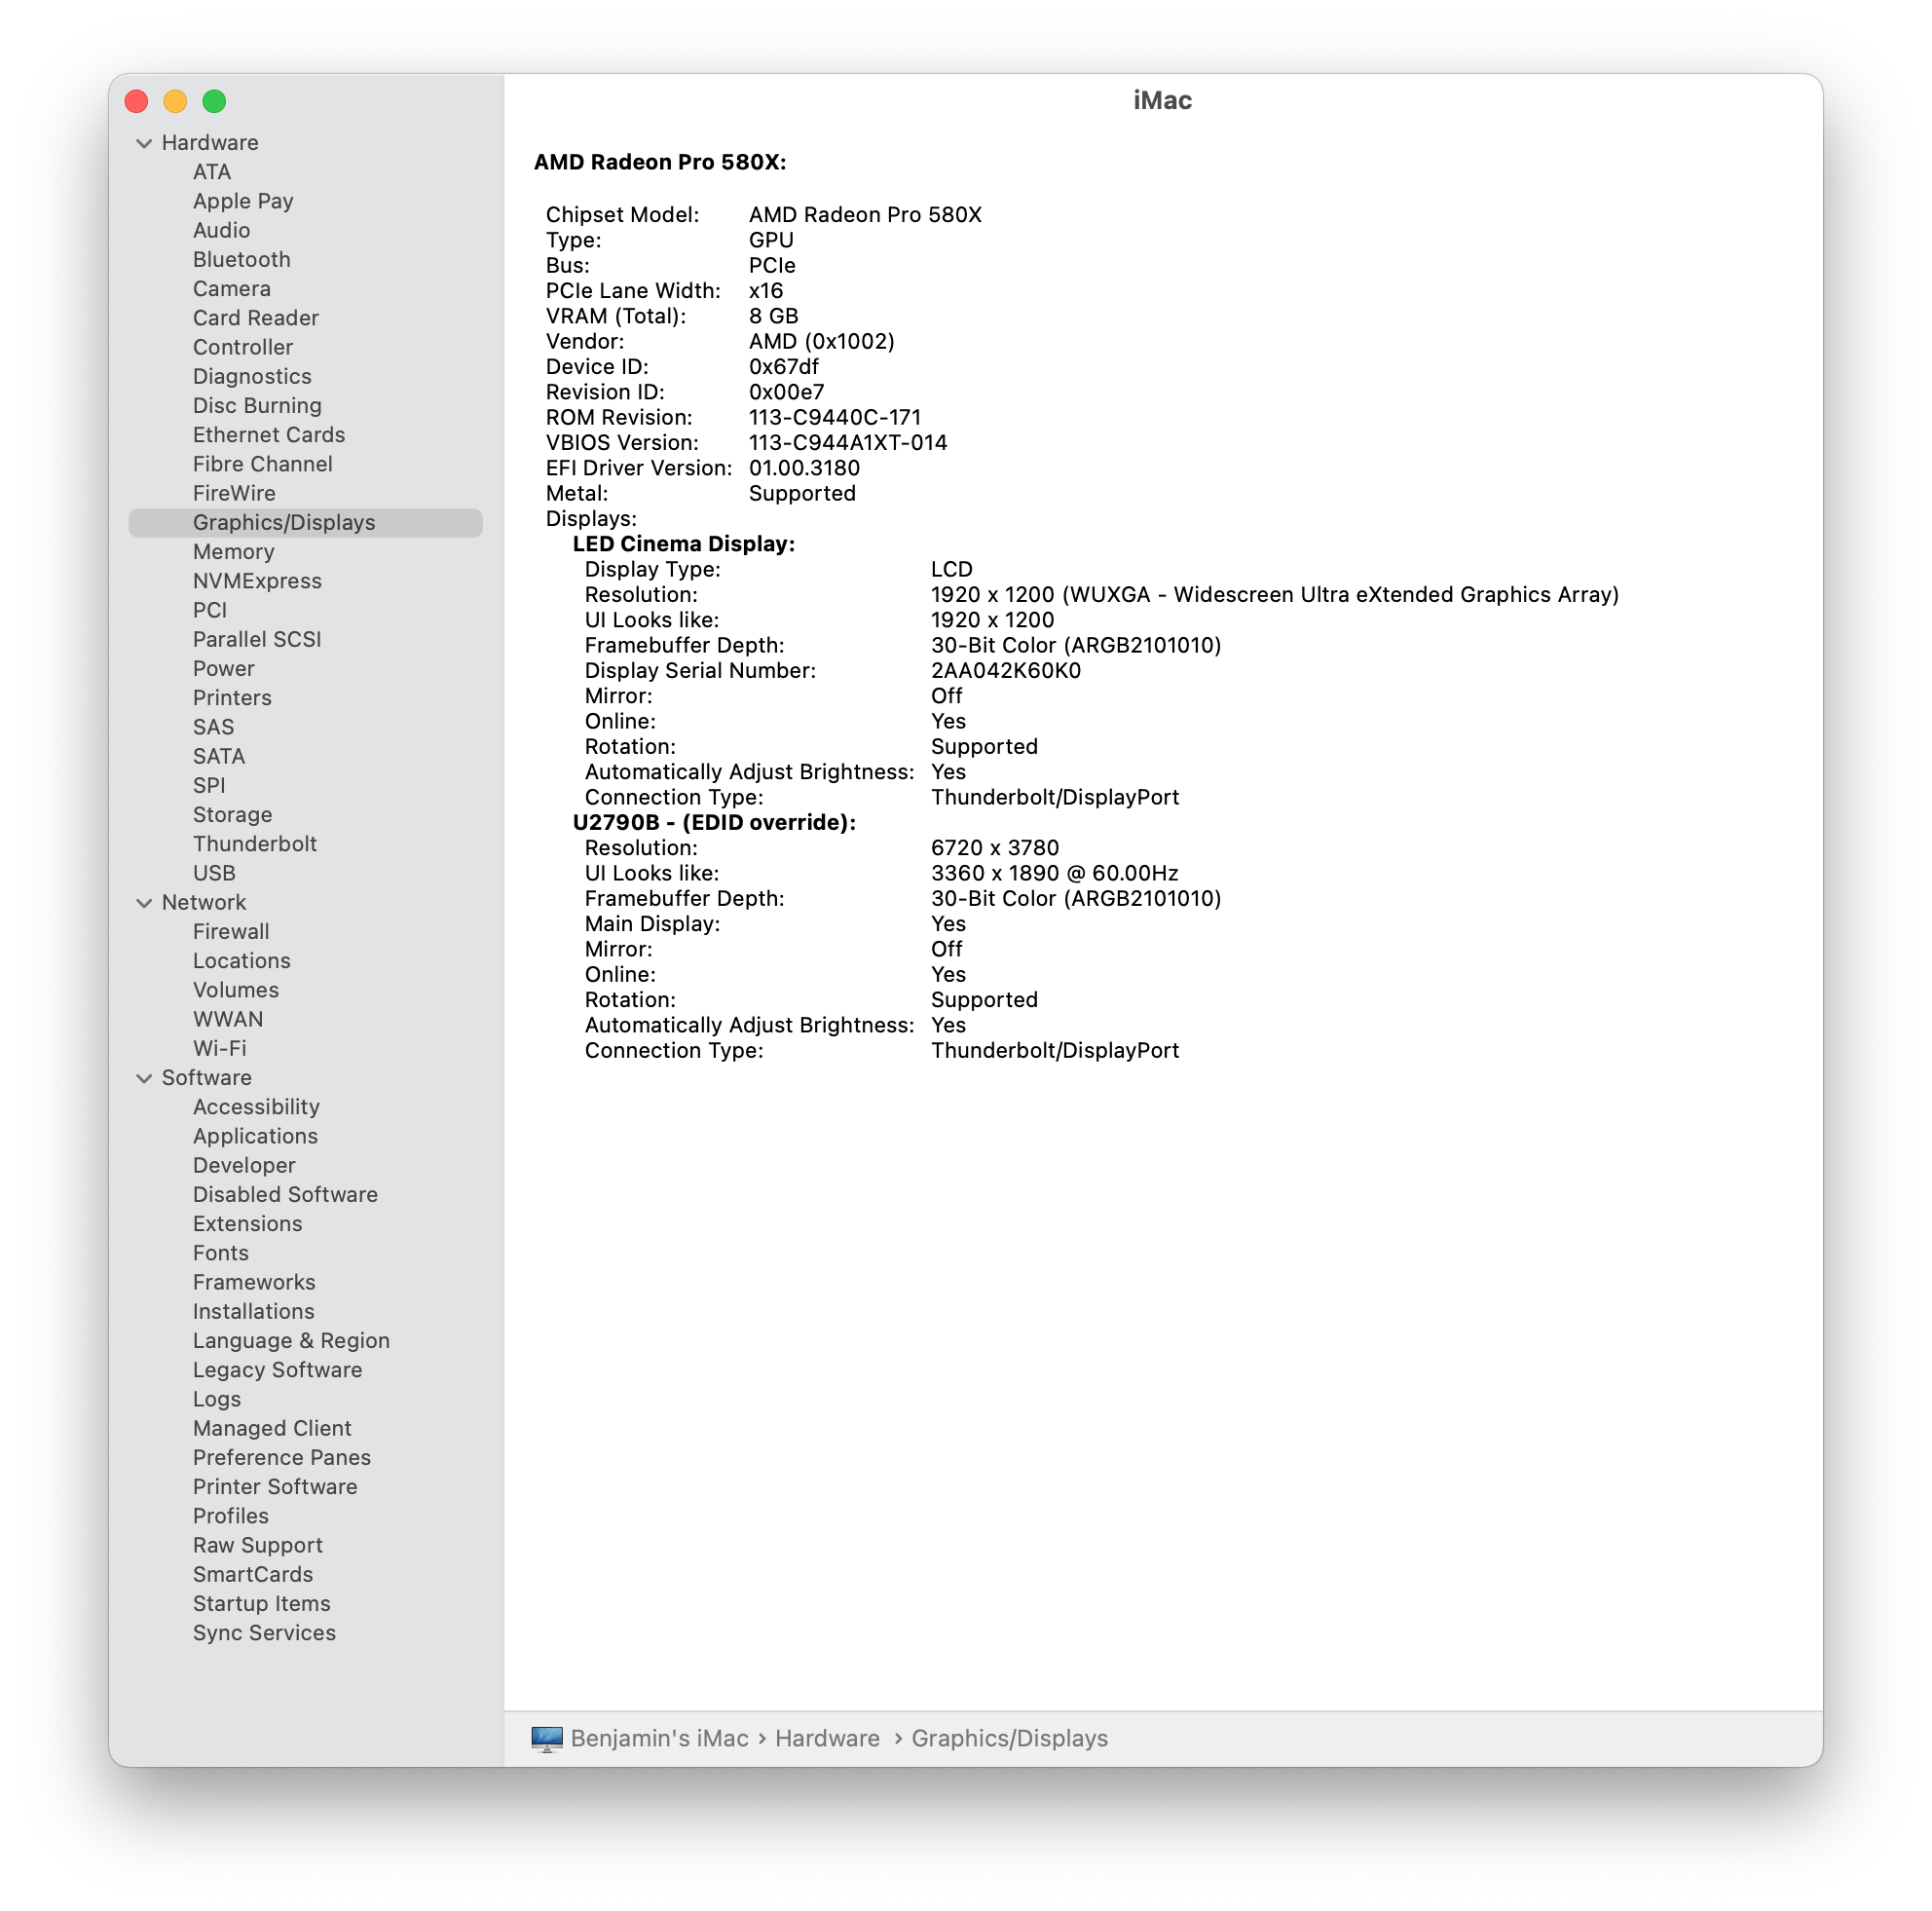 iMac
Hardware
ATA
Apple Pay
Audio
Bluetooth
Camera
Card Reader
Controller
Diagnostics
Disc Burning
Ethernet Cards
Fibre Channel
FireWire
Graphics/Displays
Memory
NVMExpress
PCI
Parallel SCSI
Power
Printers
SAS
SATA
SPI
Storage
Thunderbolt
USB
Network
Firewall
Locations
Volumes
WWAN
Wi-Fi
Software
Accessibility
Applications
Developer
Disabled Software
Extensions
Fonts
Frameworks
Installations
Language & Region
Legacy Software
Logs
Managed Client
Preference Panes
Printer Software
Profiles
Raw Support
SmartCards
Startup Items
Sync Services
AMD Radeon Pro 580X:
Chipset Model: AMD Radeon Pro 580X
Type: GPU
Bus: PCIe
PCIe Lane Width: x16
VRAM (Total): 8 GB
Vendor: AMD (0x1002)
Device ID: 0x67df
Revision ID: 0x00e7
ROM Revision: 113-C9440C-171
VBIOS Version: 113-C944A1XT-014
EFI Driver Version: 01.00.3180
Metal: Supported
Displays:
LED Cinema Display:
Display Type: LCD
Resolution: 1920 x 1200 (WUXGA - Widescreen Ultra eXtended Graphics Array)
UI Looks like: 1920 x 1200
Framebuffer Depth: 30-Bit Color (ARGB2101010)
Display Serial Number: 2AA042K60K0
Mirror: Off
Online: Yes
Rotation: Supported
Automatically Adjust Brightness: Yes
Connection Type: Thunderbolt/DisplayPort
U2790B - (EDID override):
Resolution: 6720 x 3780
UI Looks like: 3360 x 1890 @ 60.00Hz
Framebuffer Depth: 30-Bit Color (ARGB2101010)
Main Display: Yes
Mirror: Off
Online: Yes
Rotation: Supported
Automatically Adjust Brightness: Yes
Connection Type: Thunderbolt/DisplayPort
Benjamin's iMac › Hardware › Graphics/Displays